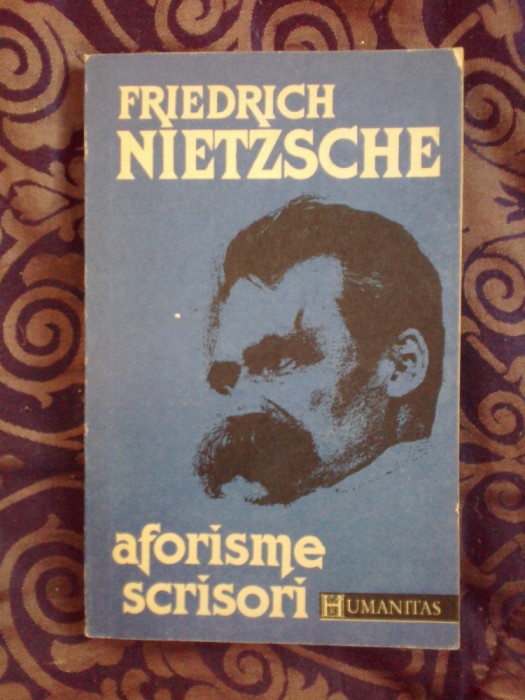 FRIEDRICH
NIETZSCHE
aforisme
scrisori
HUMANITAS